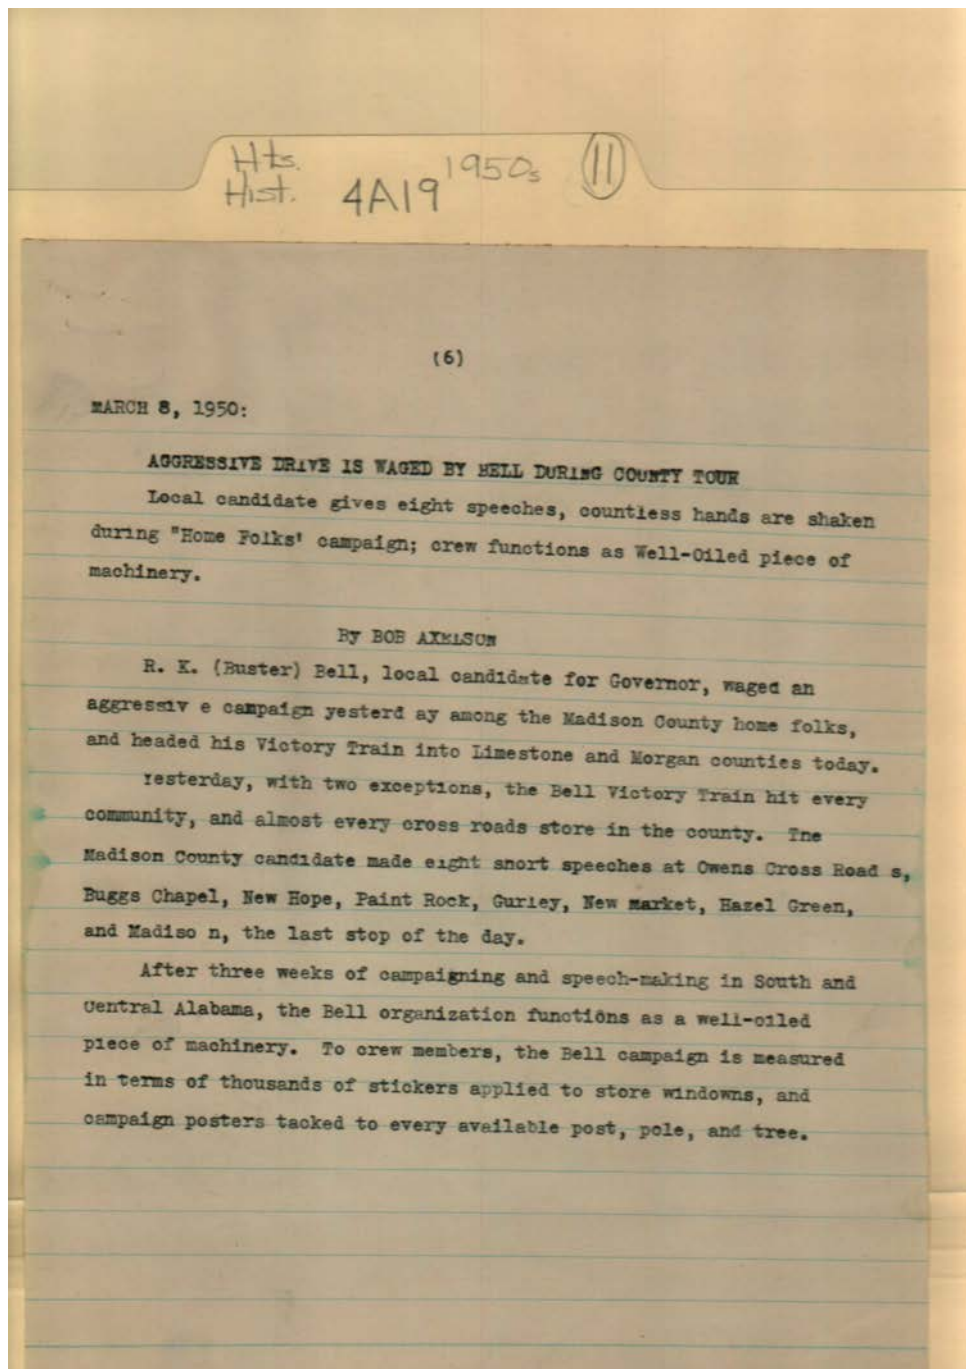 Hts. 1950s 11
Hist. 4A19
(6)
MARCH 8, 1950:
AGGRESSIVE DRIVE IS WAGED BY BELL DURING COUNTY TOUR
Local candidate gives eight speeches, countless hands are shaken
during "Home Folks' campaign; crew functions as Well-Oiled piece of
machinery.
By BOB AXELSON
R. K. (Buster) Bell, local candidate for Governor, waged an
aggressiv e campaign yesterd ay among the Madison County home folks,
and headed his Victory Train into Limestone and Morgan counties today.
Yesterday, with two exceptions, the Bell Victory Train hit every
community, and almost every cross roads store in the county. The
Madison County candidate made eight short speeches at Owens Cross Road s,
Buggs Chapel, New Hope, Paint Rock, Gurley, New market, Hazel Green,
and Madiso n, the last stop of the day.
After three weeks of campaigning and speech-making in South and
Central Alabama, the Bell organization functions as a well-oiled
piece of machinery. To crew members, the Bell campaign is measured
in terms of thousands of stickers applied to store windowns, and
campaign posters tacked to every available post, pole, and tree.